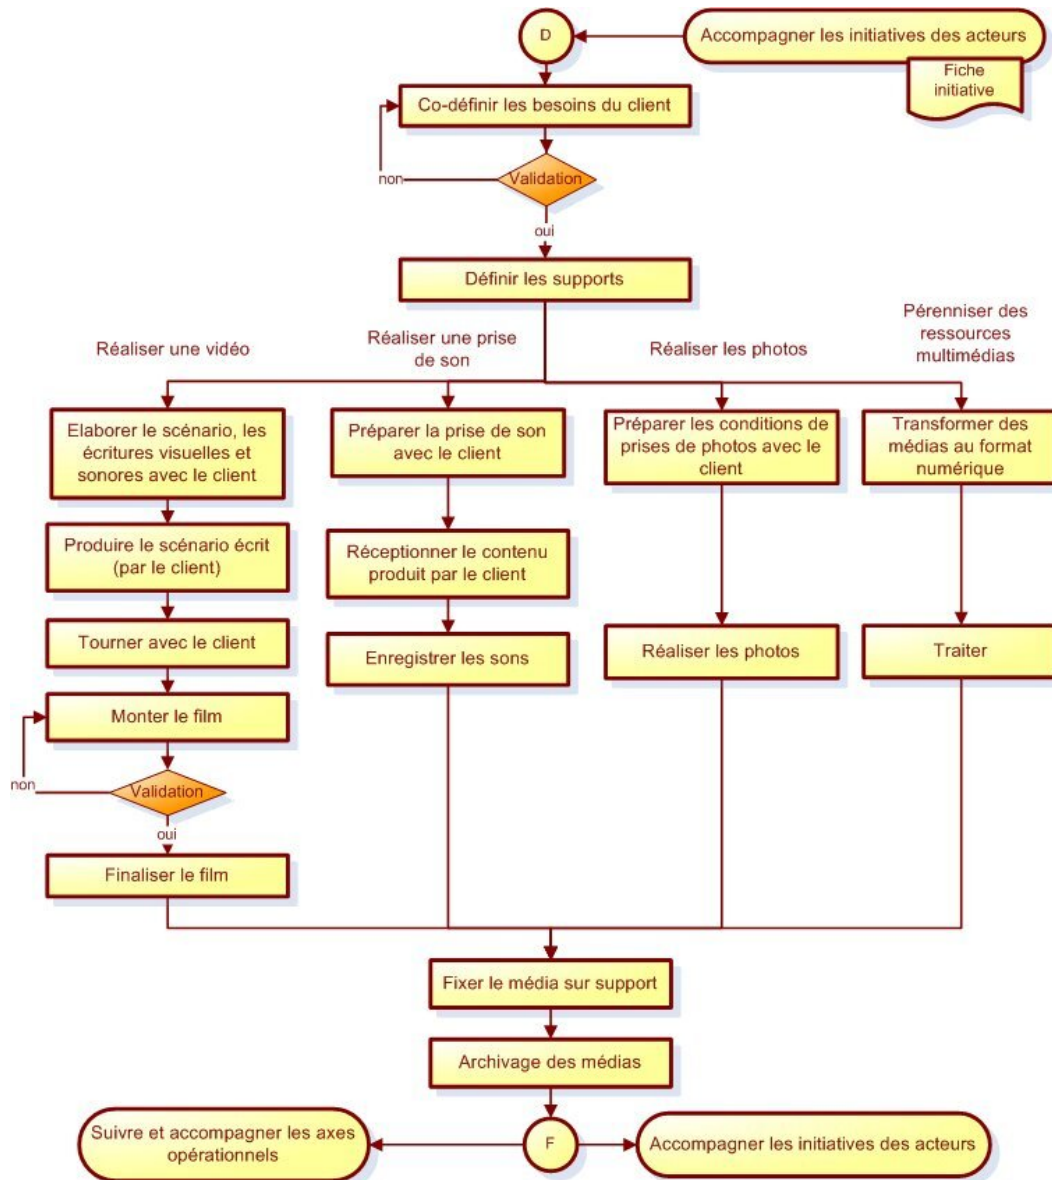 D
Accompagner les initiatives des acteurs
Fiche
initiative
Co-définir les besoins du client
non
Validation
oui
Définir les supports
Réaliser une vidéo
Réaliser une prise
de son
Réaliser les photos
Pérenniser des
ressources
multimédias
Elaborer le scénario, les
écritures visuelles et
sonores avec le client
Préparer la prise de son
avec le client
Préparer les conditions de
prises de photos avec le
client
Transformer des
médias au format
numérique
Produire le scénario écrit
(par le client)
Réceptionner le contenu
produit par le client
Tourner avec le client
Enregistrer les sons
Réaliser les photos
Traiter
Monter le film
non
Validation
oui
Finaliser le film
Fixer le média sur support
Archivage des médias
Suivre et accompagner les axes
opérationnels
F
Accompagner les initiatives des acteurs